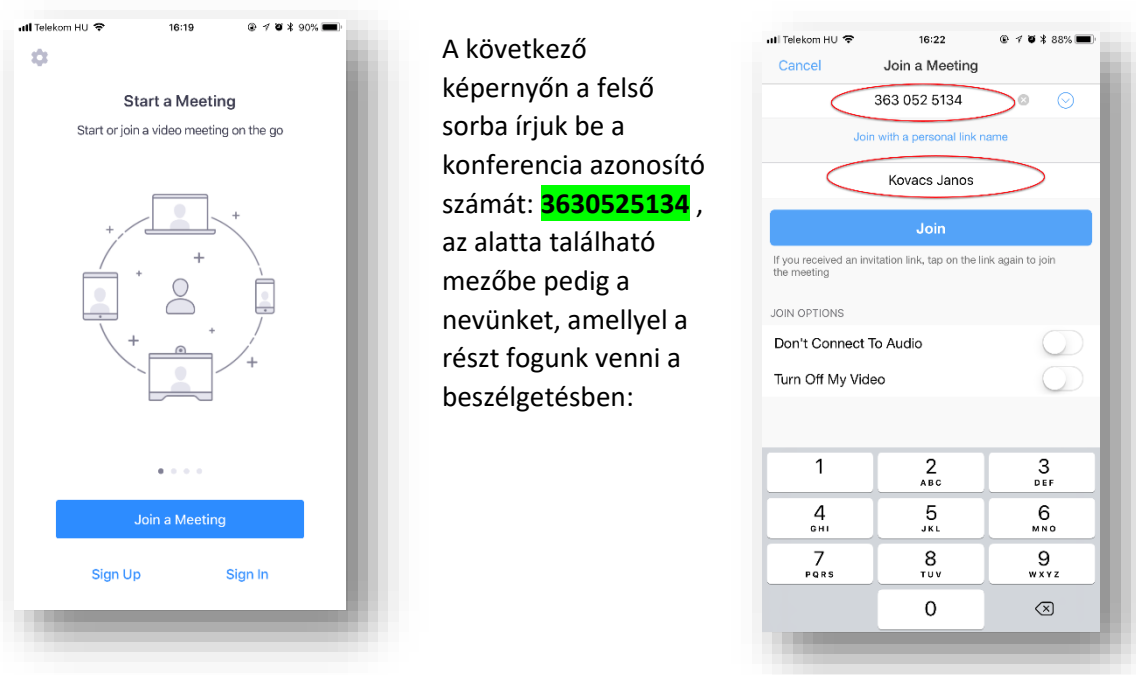 Telekom HU 16:19 90%
Start a Meeting
Start or join a video meeting on the go
Join a Meeting
Sign Up Sign In
A következő
képernyőn a felső
sorba írjuk be a
konferencia azonosító
számát: 3630525134 ,
az alatta található
mezőbe pedig a
nevünket, amellyel a
részt fogunk venni a
beszélgetésben:
Telekom HU 16:22 88%
Cancel Join a Meeting
363 052 5134
Join with a personal link name
Kovacs Janos
Join
If you received an invitation link, tap on the link again to join
the meeting
JOIN OPTIONS
Don't Connect To Audio
Turn Off My Video
1 2 3
ABC DEF
4 5 6
GHI JKL MNO
7 8 9
PQRS TUV WXYZ
0